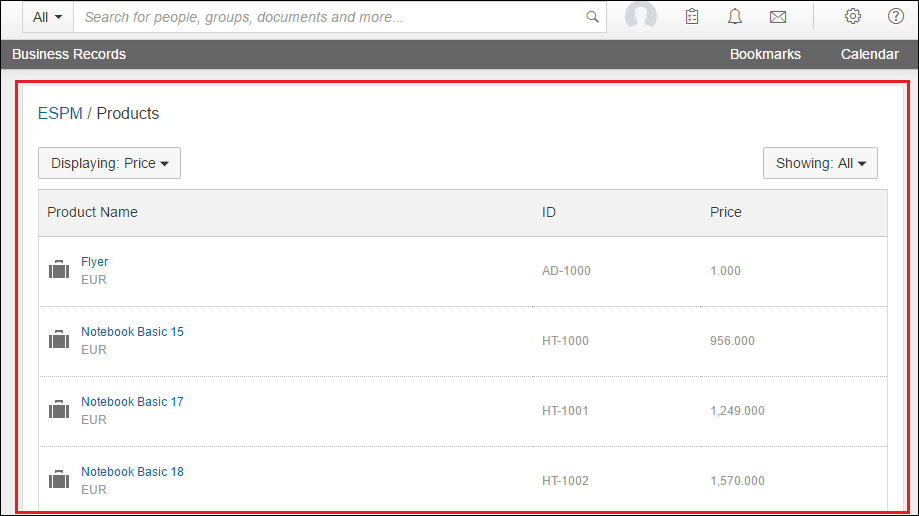 All Search for people, groups, documents and more...
Business Records Bookmarks Calendar
ESPM / Products
Displaying: Price Showing: All
Product Name ID Price
Flyer
EUR AD-1000 1.000
Notebook Basic 15
EUR HT-1000 956.000
Notebook Basic 17
EUR HT-1001 1,249.000
Notebook Basic 18
EUR HT-1002 1,570.000